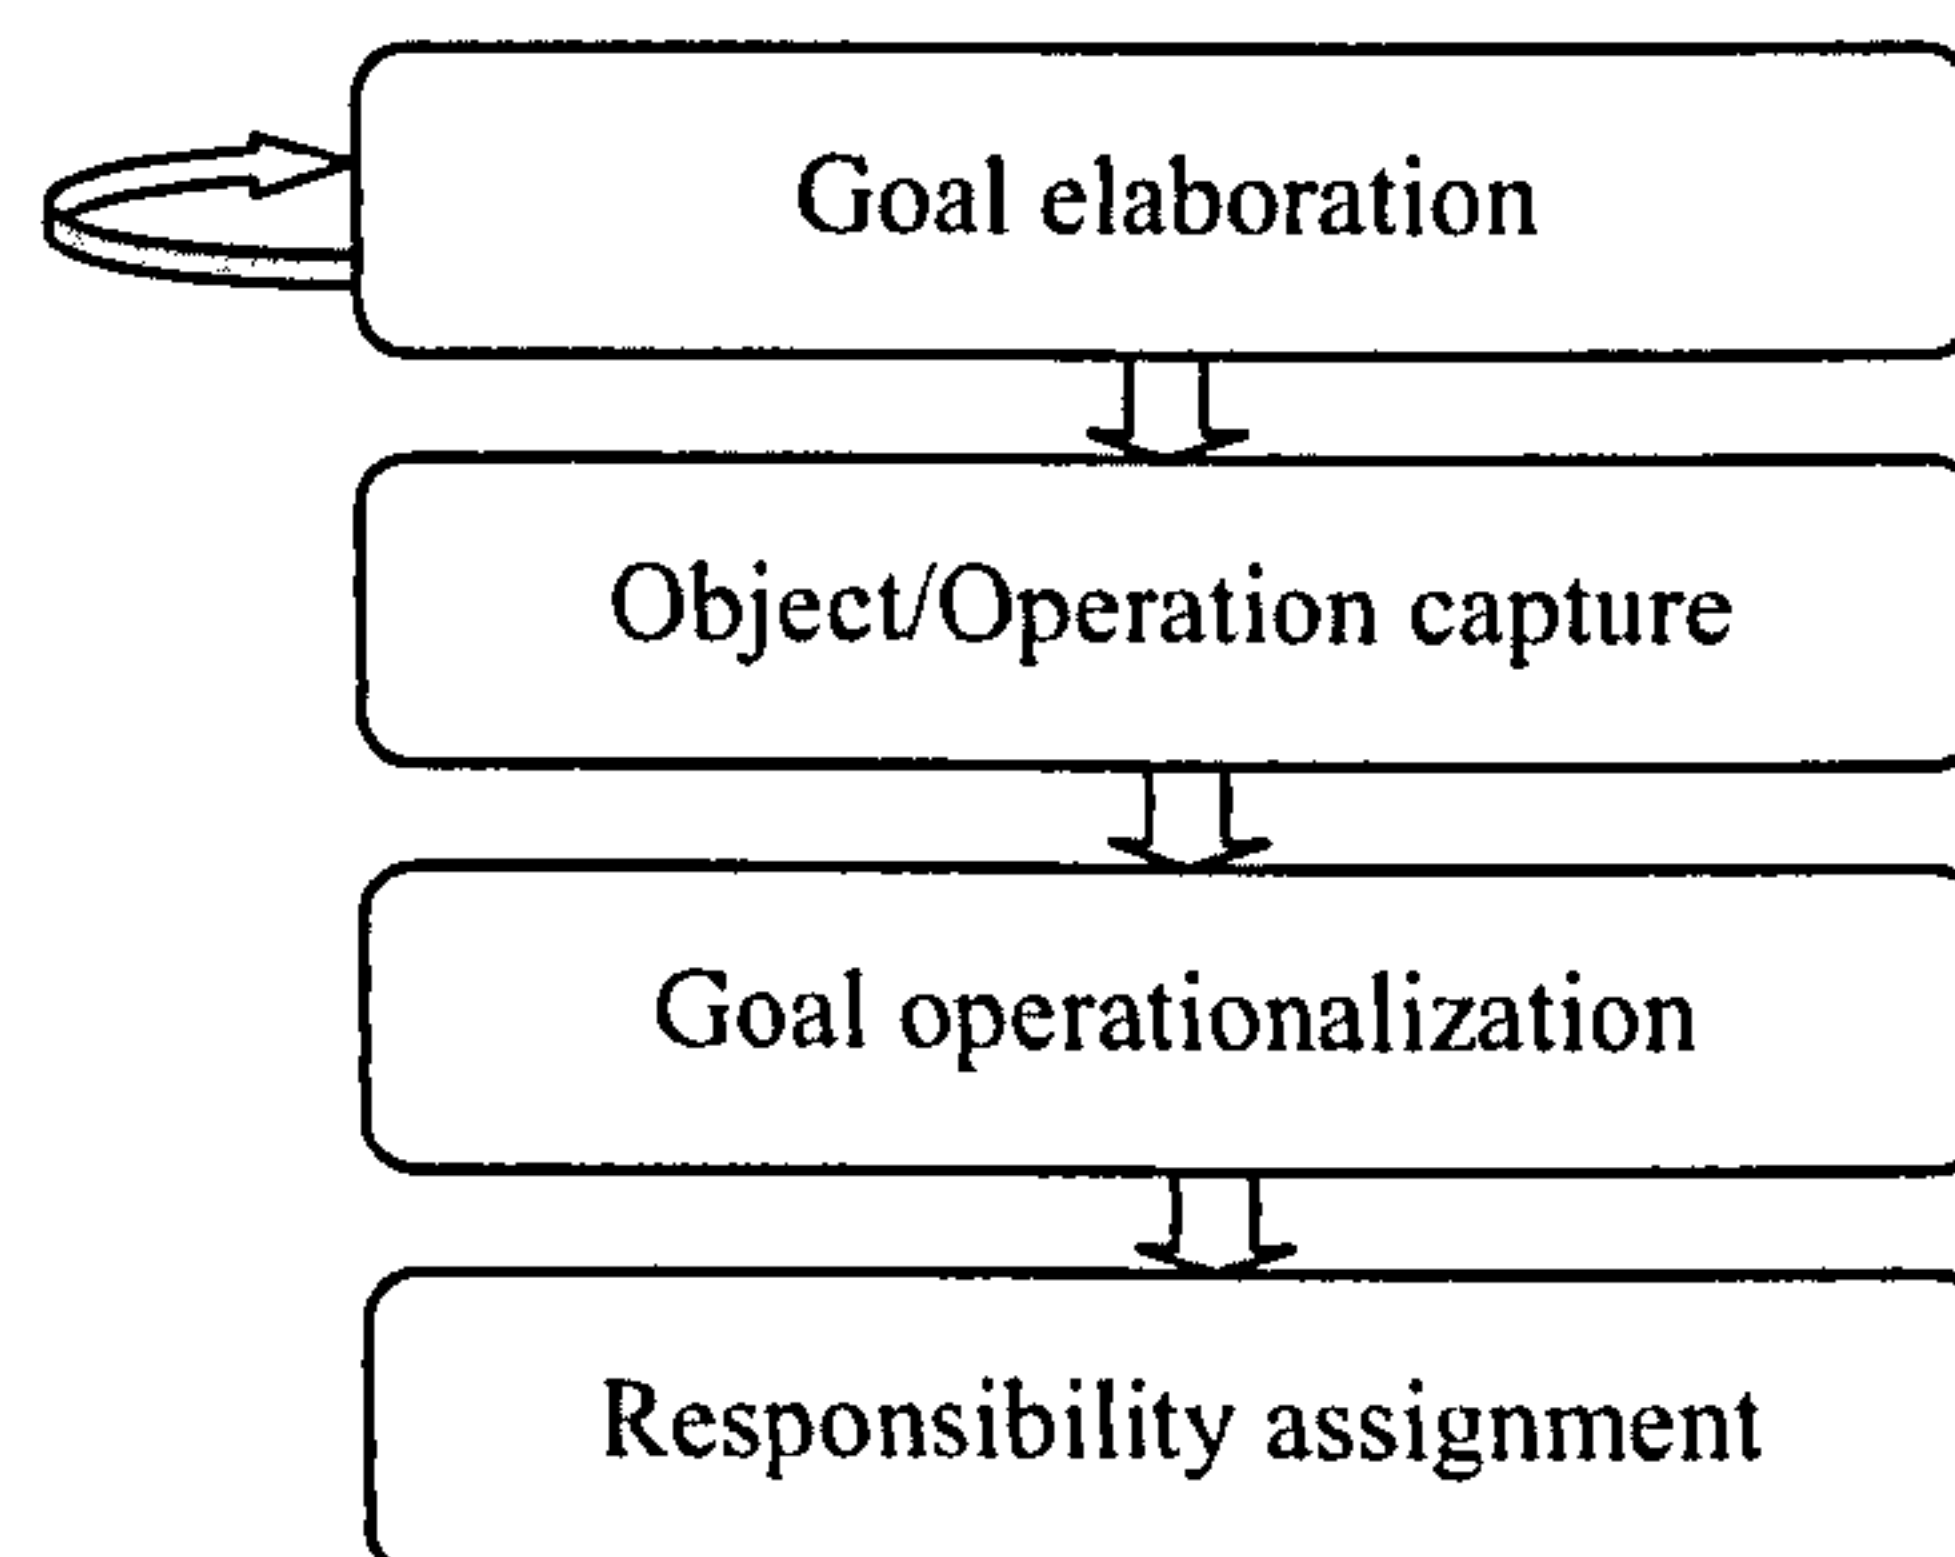 Goal elaboration
Object/Operation capture
Goal operationalization
Responsibility assignment